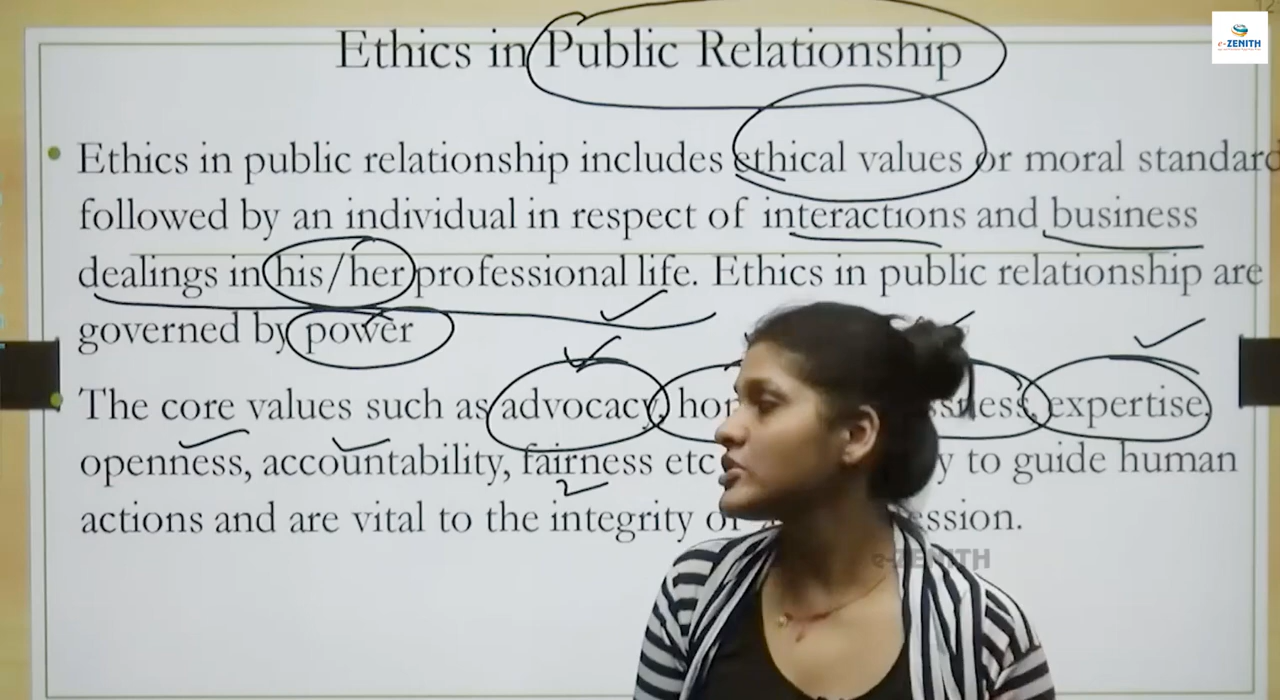 Ethics in Public Relationship
e-ZENITH
• Ethics in public relationship includes ethical values or moral standard
followed by an individual in respect of interactions and business
dealings in his/her professional life. Ethics in public relationship are
governed by power
• The core values such as advocacy, expertise,
openness, accountability, fairness etc to guide human
actions and are vital to the integrity
e-ZENITH